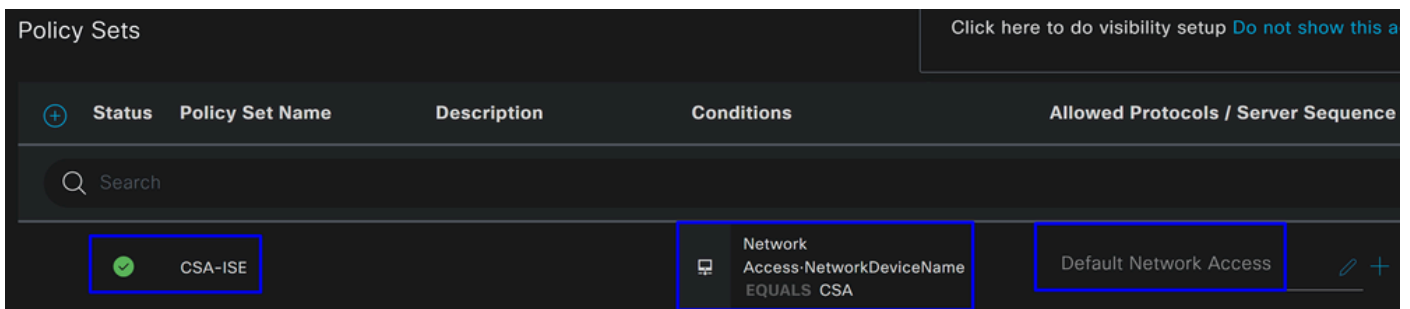 Policy Sets
Click here to do visibility setup Do not show this a
Status Policy Set Name Description Conditions Allowed Protocols / Server Sequence
Search
CSA-ISE
Network
Access·NetworkDeviceName
EQUALS CSA
Default Network Access